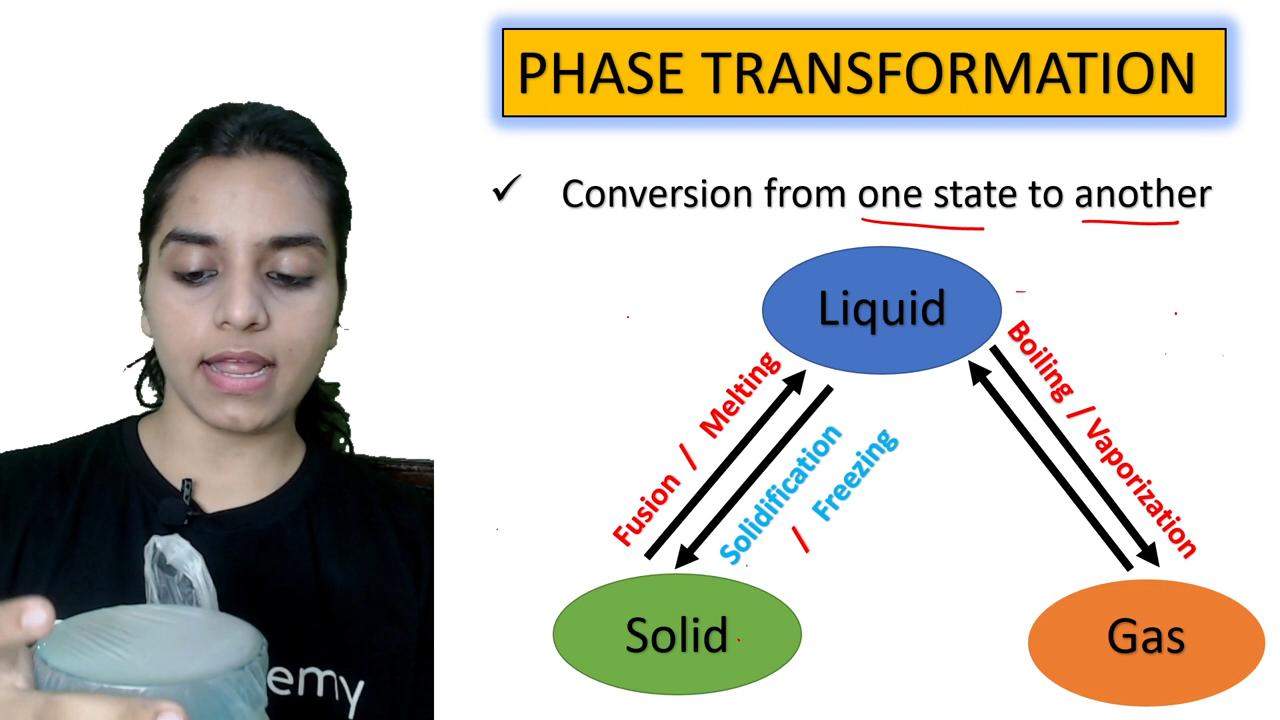 PHASE TRANSFORMATION
✓ Conversion from one state to another
Liquid
Fusion / Melting
Solidification
/ Freezing
Boiling / Vaporization
Solid
Gas
emy